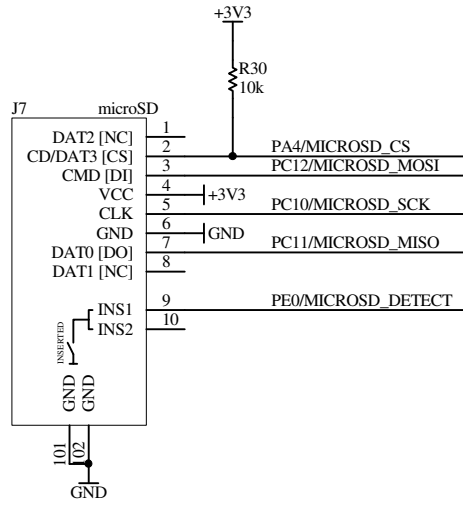 +3V3
R30
10k
J7 microSD
DAT2 [NC] 1
CD/DAT3 [CS] 2 PA4/MICROSD_CS
CMD [DI] 3 PC12/MICROSD_MOSI
VCC 4 +3V3
CLK 5 PC10/MICROSD_SCK
GND 6 GND
DAT0 [DO] 7 PC11/MICROSD_MISO
DAT1 [NC] 8
INS1 9 PE0/MICROSD_DETECT
INS2 10
INSERTED
GND GND
101 102
GND